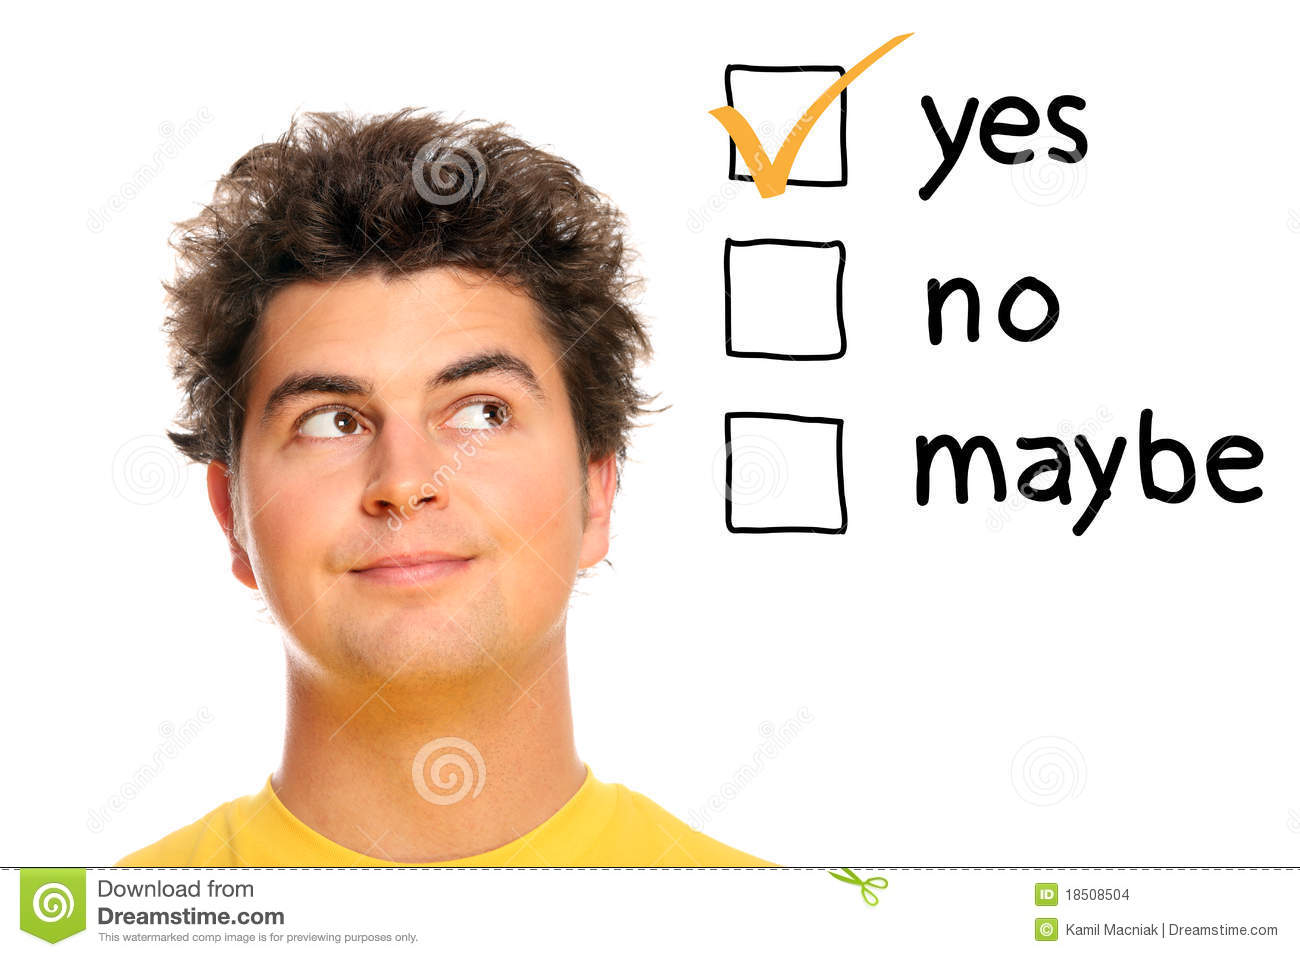 yes
no
maybe
dreamstime
Download from
Dreamstime.com
This watermarked comp image is for previewing purposes only.
ID 18508504
© Kamil Macniak | Dreamstime.com